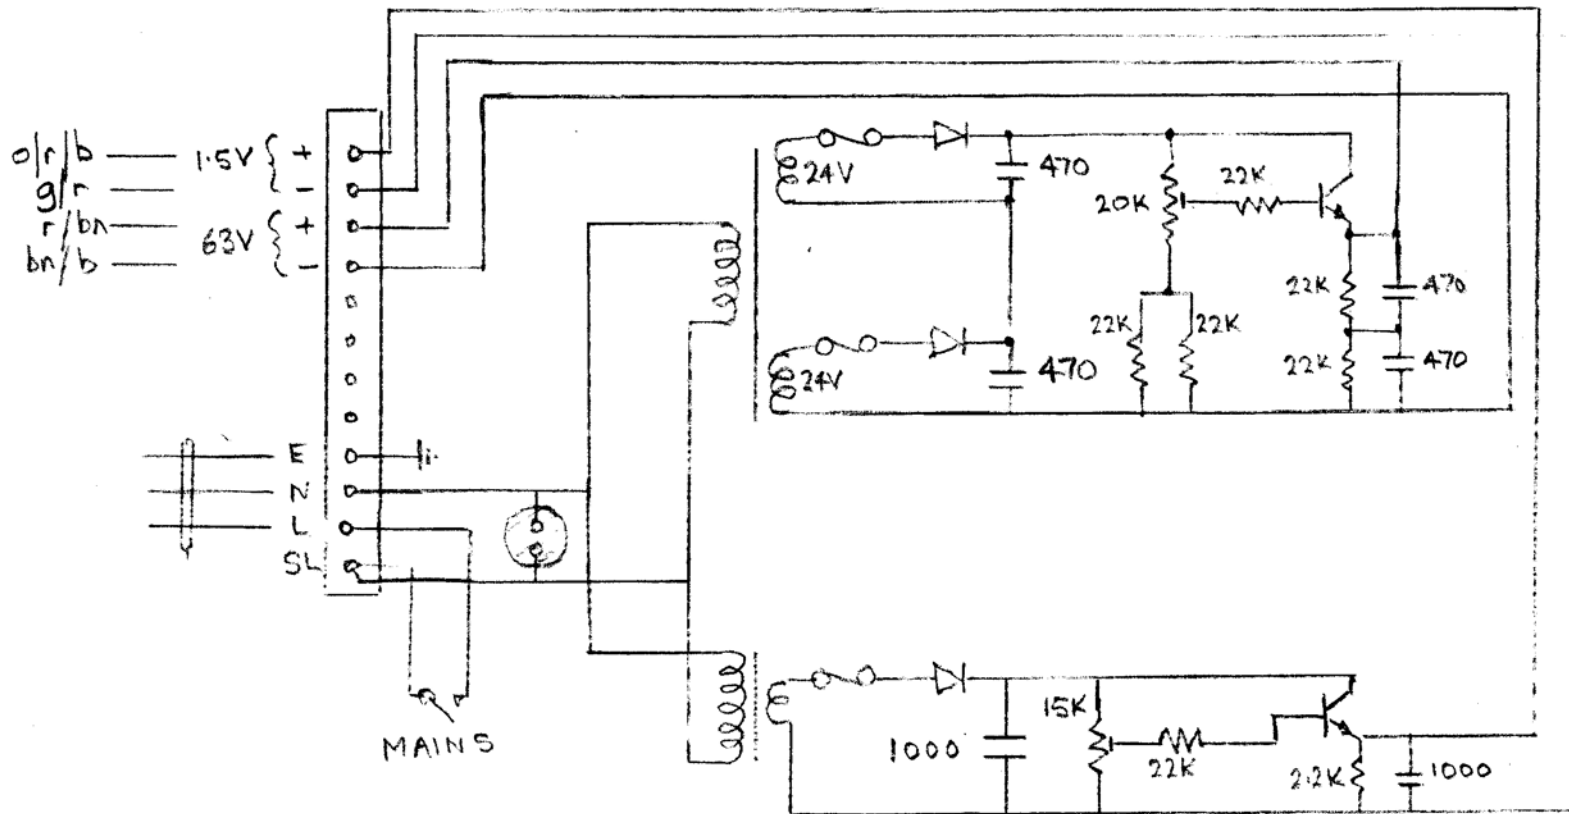 o/r/b 1.5V { +
g/r -
r/bn 63V { +
bn/b -
E
N
L
SL
MAINS
24V
470
20K
22K
22K
470
24V
470
22K
22K
22K
470
1000
15K
22K
2.2K
1000